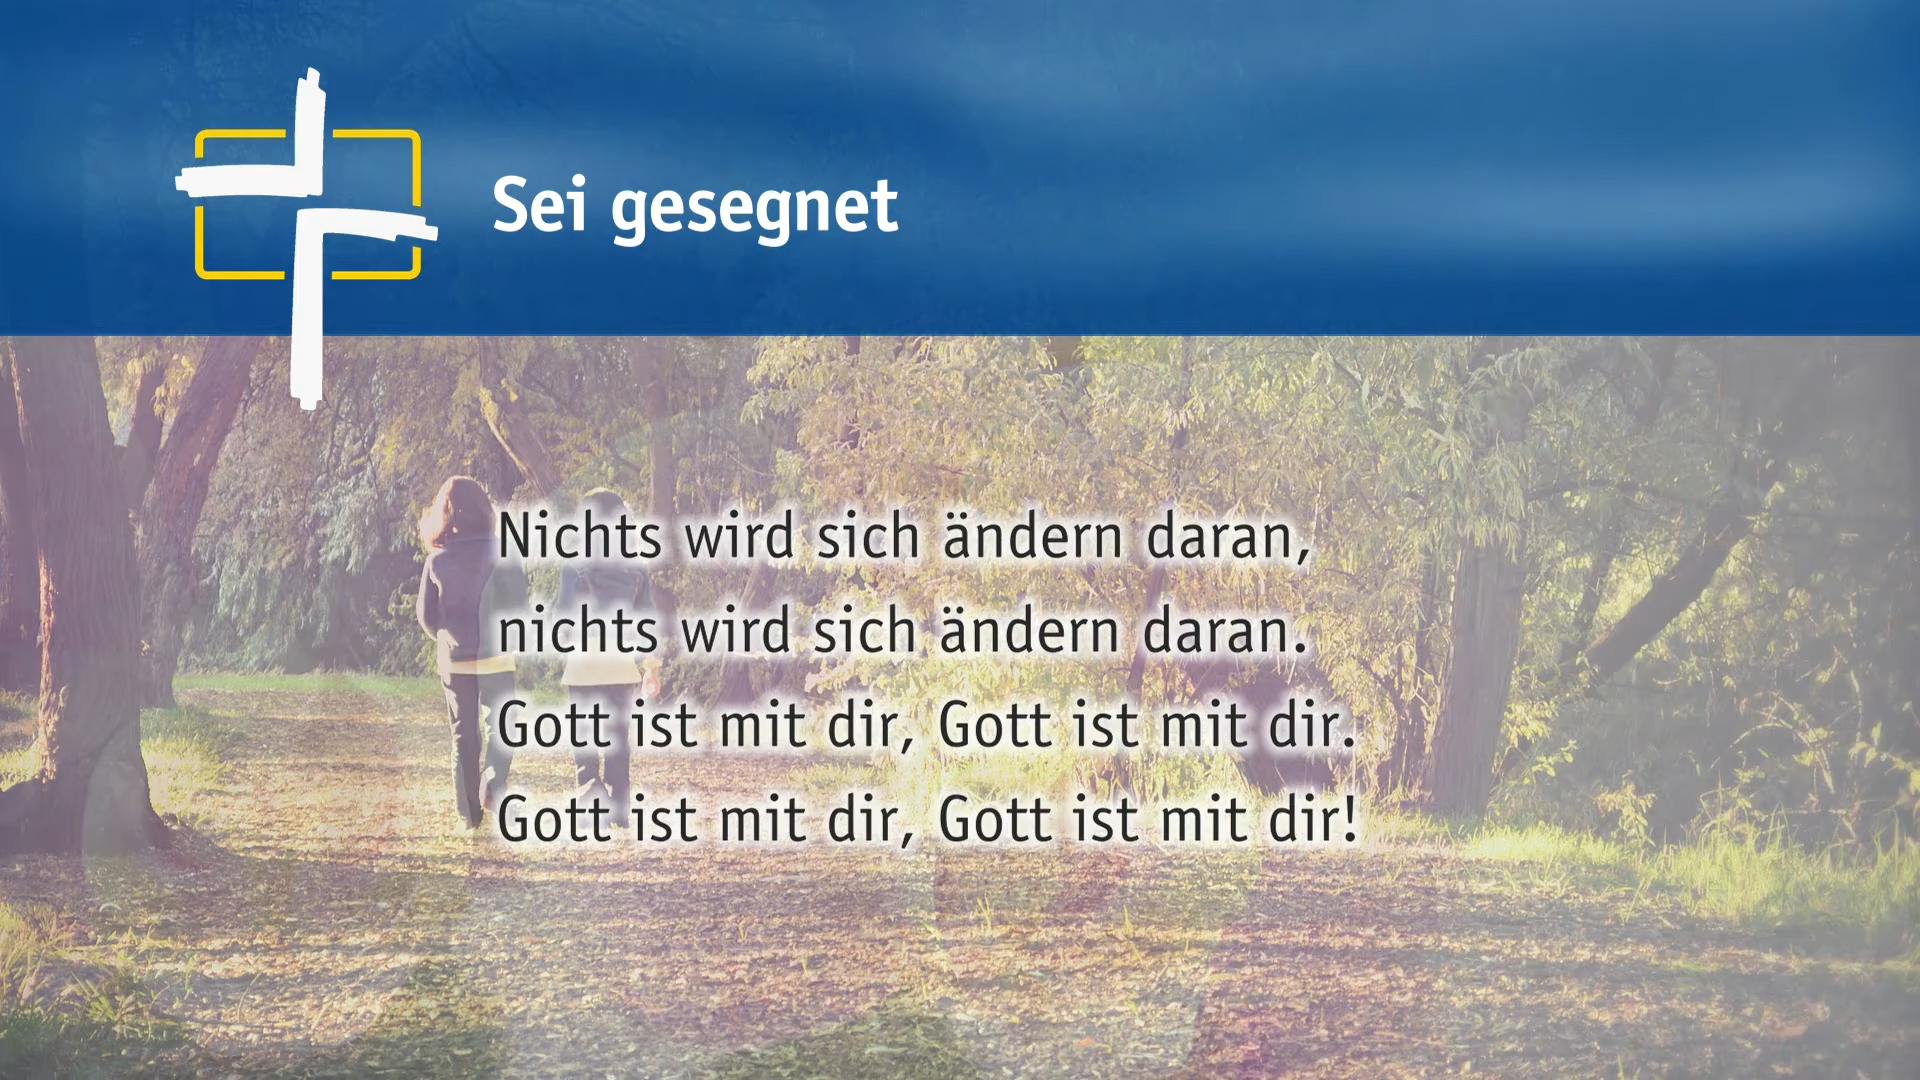 Sei gesegnet
Nichts wird sich ändern daran,
nichts wird sich ändern daran.
Gott ist mit dir, Gott ist mit dir.
Gott ist mit dir, Gott ist mit dir!